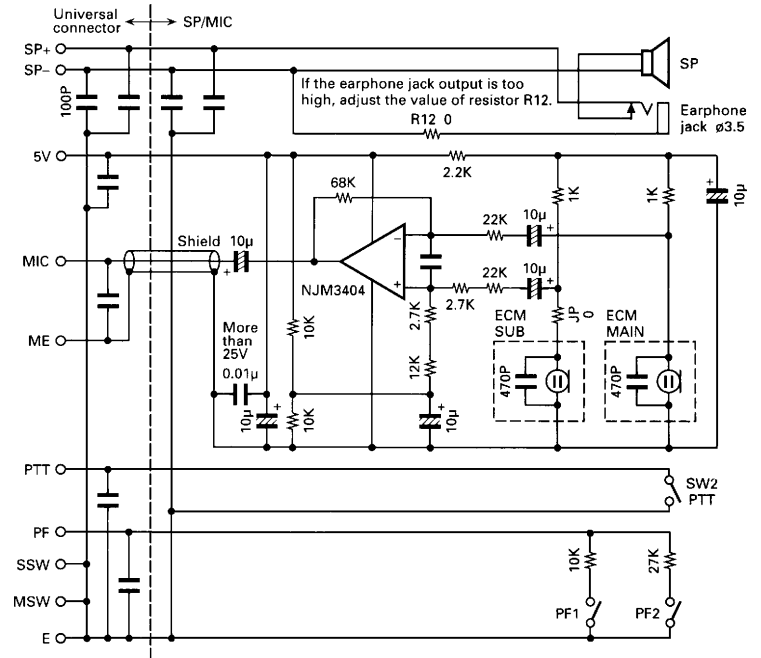 Universal
connector
SP/MIC
SP+
SP−
100P
SP
If the earphone jack output is too
high, adjust the value of resistor R12.
R12 0
Earphone
jack ø3.5
5V
2.2K
68K
1K
1K
10µ
Shield
10µ
22K
10µ
MIC
NJM3404
22K
10µ
2.7K
2.7K
ME
More
than
25V
0.01µ
10K
12K
JP
0
ECM
SUB
ECM
MAIN
470P
470P
10µ
10K
10µ
PTT
SW2
PTT
PF
10K
27K
SSW
MSW
PF1
PF2
E